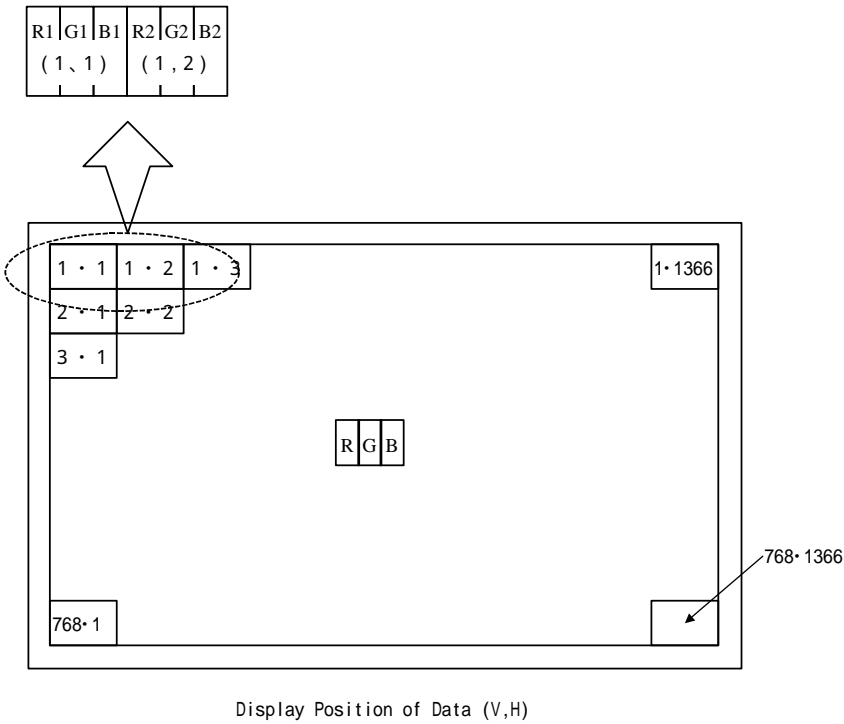 R1 G1 B1 R2 G2 B2
(1、1) (1,2)
1・1 1・2 1・3 1・1366
2・1 2・2
3・1
R G B
768・1366
768・1
Display Position of Data (V,H)